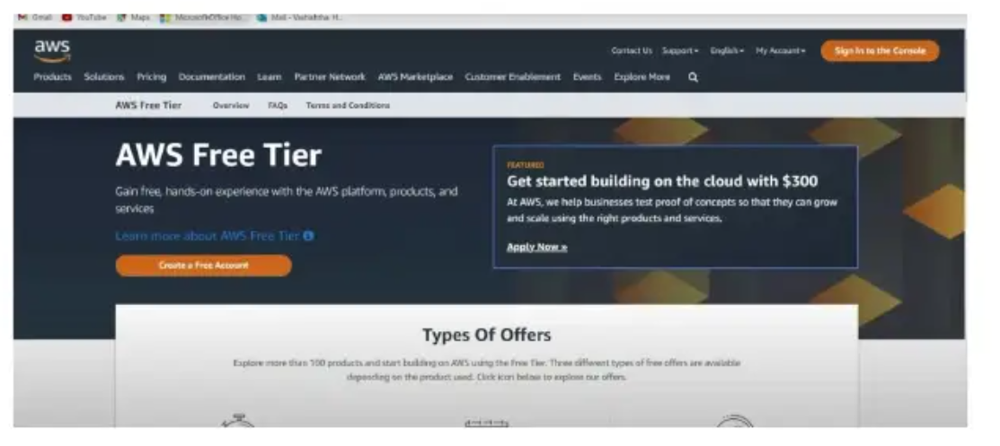 Gmail YouTube Maps MicrosoftOffice Ho... Mail - Vashishtha, H...
aws
Contact Us Support English My Account Sign In to the Console
Products Solutions Pricing Documentation Learn Partner Network AWS Marketplace Customer Enablement Events Explore More
AWS Free Tier Overview FAQs Terms and Conditions
AWS Free Tier
Gain free, hands-on experience with the AWS platform, products, and
services
Learn more about AWS Free Tier
Create a Free Account
FEATURED
Get started building on the cloud with $300
At AWS, we help businesses test proof of concepts so that they can grow
and scale using the right products and services.
Apply Now »
Types Of Offers
Explore more than 100 products and start building on AWS using the Free Tier. Three different types of free offers are available
depending on the product used. Click icon below to explore our offers.